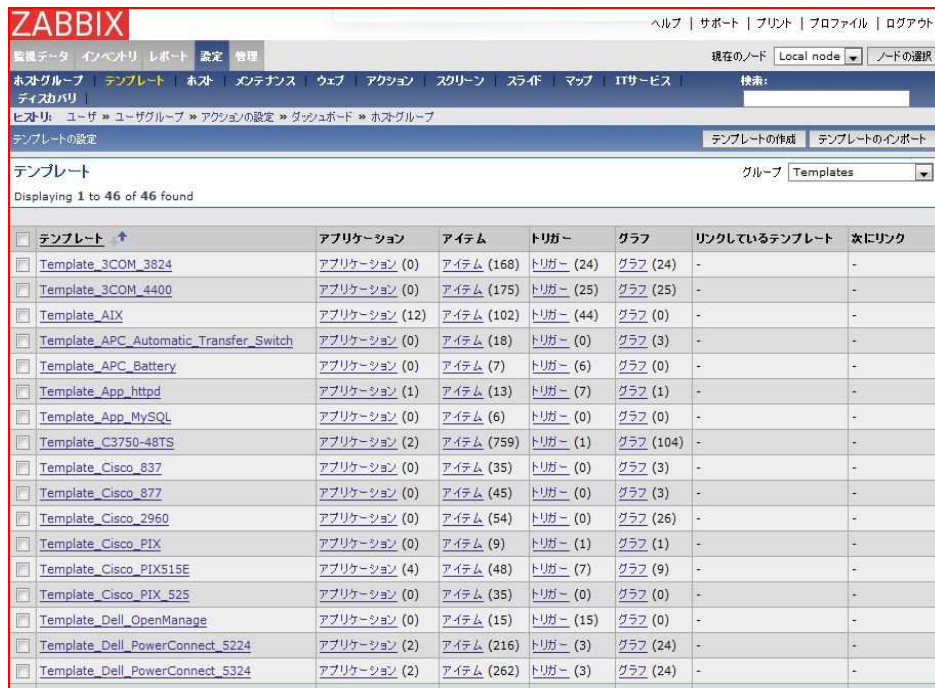 ZABBIX
ヘルプ | サポート | プリント | プロファイル | ログアウト
監視データ インベントリ レポート 設定 管理
現在のノード Local node ノードの選択
ホストグループ | テンプレート | ホスト | メンテナンス | ウェブ | アクション | スクリーン | スライド | マップ | ITサービス |
検索:
ディスカバリ |
ヒストリ: ユーザ » ユーザグループ » アクションの設定 » ダッシュボード » ホストグループ
テンプレートの設定
テンプレートの作成 テンプレートのインポート
テンプレート
グループ Templates
Displaying 1 to 46 of 46 found
テンプレート アプリケーション アイテム トリガー グラフ リンクしているテンプレート 次にリンク
Template_3COM_3824 アプリケーション (0) アイテム (168) トリガー (24) グラフ (24) - -
Template_3COM_4400 アプリケーション (0) アイテム (175) トリガー (25) グラフ (25) - -
Template_AIX アプリケーション (12) アイテム (102) トリガー (44) グラフ (0) - -
Template_APC_Automatic_Transfer_Switch アプリケーション (0) アイテム (18) トリガー (0) グラフ (3) - -
Template_APC_Battery アプリケーション (0) アイテム (7) トリガー (6) グラフ (0) - -
Template_App_httpd アプリケーション (1) アイテム (13) トリガー (7) グラフ (1) - -
Template_App_MySQL アプリケーション (0) アイテム (6) トリガー (0) グラフ (0) - -
Template_C3750-48TS アプリケーション (2) アイテム (759) トリガー (1) グラフ (104) - -
Template_Cisco_837 アプリケーション (0) アイテム (35) トリガー (0) グラフ (3) - -
Template_Cisco_877 アプリケーション (0) アイテム (45) トリガー (0) グラフ (3) - -
Template_Cisco_2960 アプリケーション (0) アイテム (54) トリガー (0) グラフ (26) - -
Template_Cisco_PIX アプリケーション (0) アイテム (9) トリガー (1) グラフ (1) - -
Template_Cisco_PIX515E アプリケーション (4) アイテム (48) トリガー (7) グラフ (9) - -
Template_Cisco_PIX_525 アプリケーション (0) アイテム (35) トリガー (0) グラフ (0) - -
Template_Dell_OpenManage アプリケーション (0) アイテム (15) トリガー (15) グラフ (0) - -
Template_Dell_PowerConnect_5224 アプリケーション (2) アイテム (216) トリガー (3) グラフ (24) - -
Template_Dell_PowerConnect_5324 アプリケーション (2) アイテム (262) トリガー (3) グラフ (24) - -